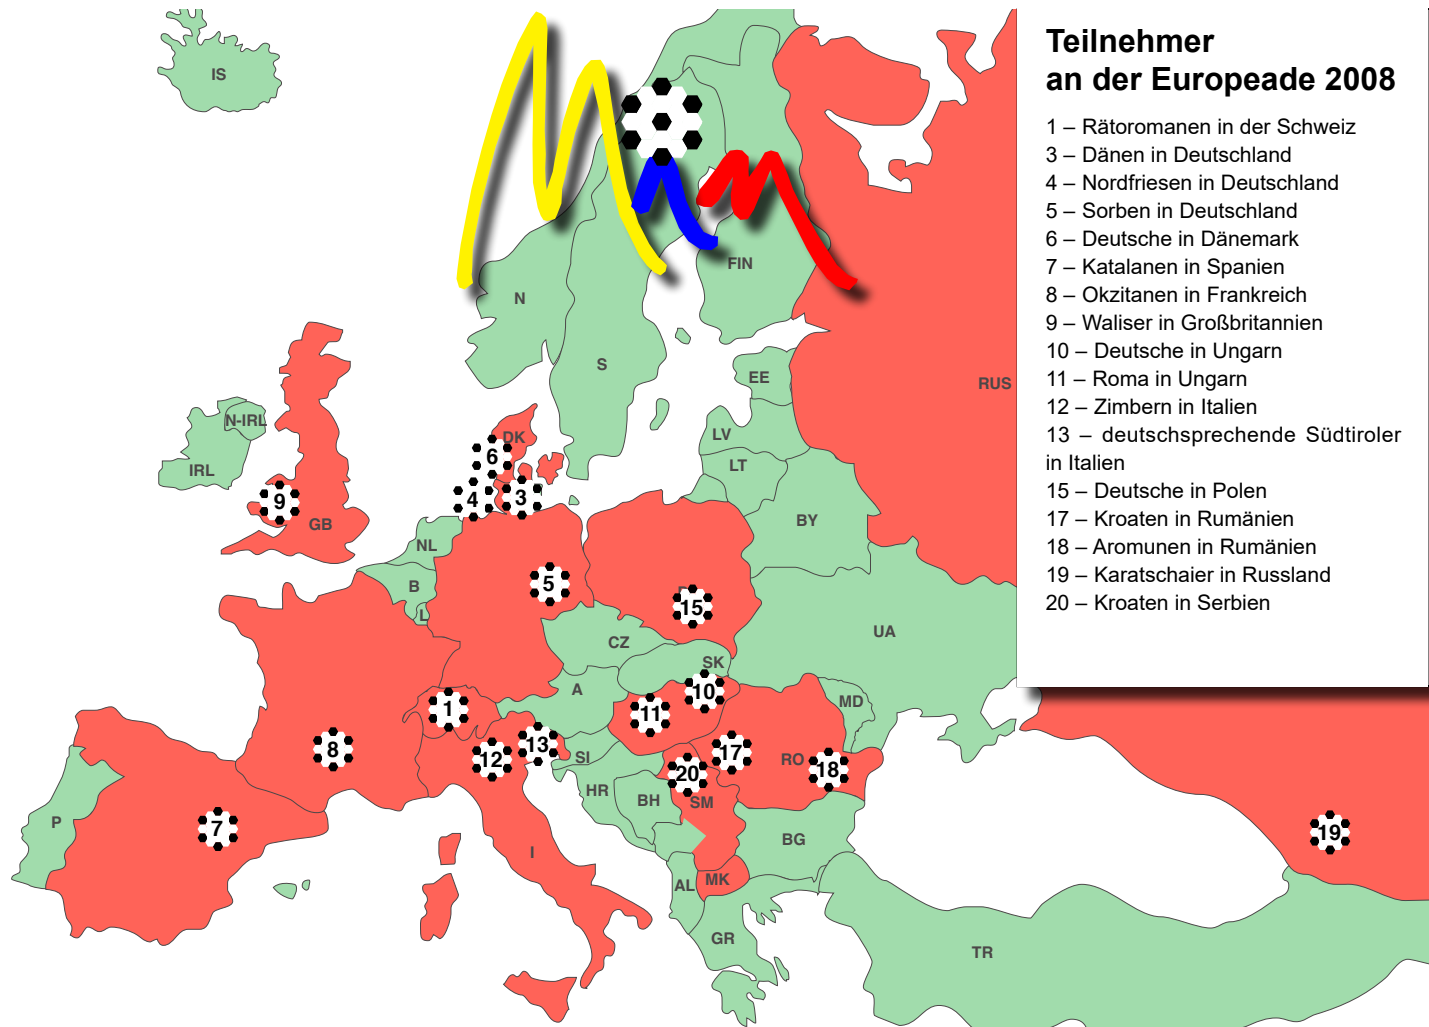 Teilnehmer
an der Europeade 2008
1 – Rätoromanen in der Schweiz
3 – Dänen in Deutschland
4 – Nordfriesen in Deutschland
5 – Sorben in Deutschland
6 – Deutsche in Dänemark
7 – Katalanen in Spanien
8 – Okzitanen in Frankreich
9 – Waliser in Großbritannien
10 – Deutsche in Ungarn
11 – Roma in Ungarn
12 – Zimbern in Italien
13 – deutschsprechende Südtiroler
in Italien
15 – Deutsche in Polen
17 – Kroaten in Rumänien
18 – Aromunen in Rumänien
19 – Karatschaier in Russland
20 – Kroaten in Serbien
IS
FIN
N
S
RUS
EE
N-IRL
DK
LV
6
LT
IRL
4
3
9
GB
BY
NL
5
B
15
L
UA
CZ
SK
A
10
MD
1
11
13
8
12
SI
17
RO
18
20
HR
BH
SM
P
7
19
BG
I
MK
AL
GR
TR